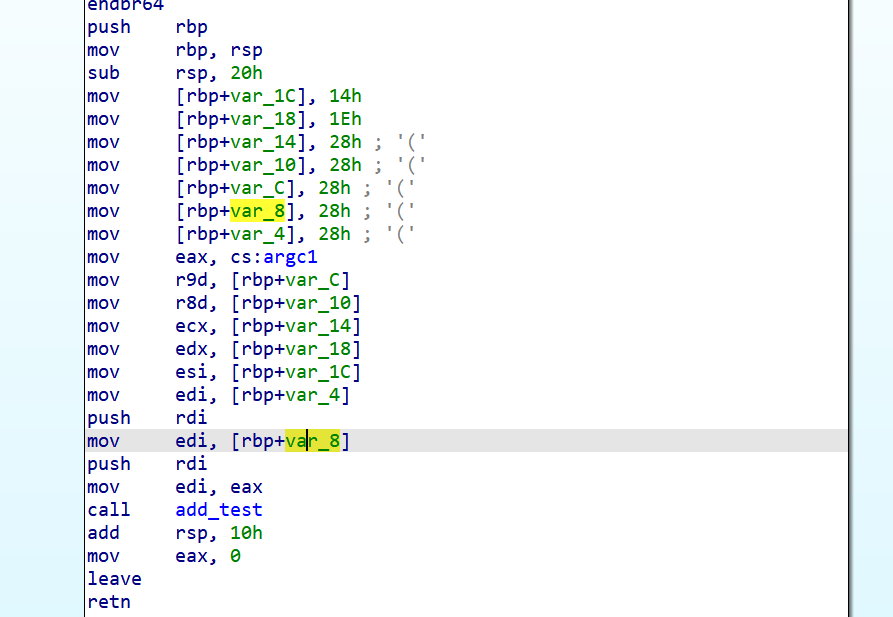 endbr64
push rbp
mov rbp, rsp
sub rsp, 20h
mov [rbp+var_1C], 14h
mov [rbp+var_18], 1Eh
mov [rbp+var_14], 28h ; '('
mov [rbp+var_10], 28h ; '('
mov [rbp+var_C], 28h ; '('
mov [rbp+var_8], 28h ; '('
mov [rbp+var_4], 28h ; '('
mov eax, cs:argc1
mov r9d, [rbp+var_C]
mov r8d, [rbp+var_10]
mov ecx, [rbp+var_14]
mov edx, [rbp+var_18]
mov esi, [rbp+var_1C]
mov edi, [rbp+var_4]
push rdi
mov edi, [rbp+var_8]
push rdi
mov edi, eax
call add_test
add rsp, 10h
mov eax, 0
leave
retn